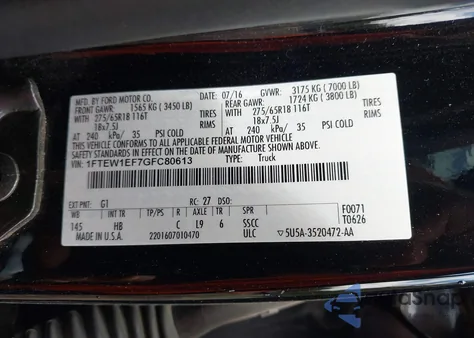 MFD. BY FORD MOTOR CO.
DATE: 07/16 GVWR: 3175 KG (7000 LB)
FRONT GAWR: 1565 KG (3450 LB) REAR GAWR: 1724 KG (3800 LB)
WITH 275/65R18 116T TIRES WITH 275/65R18 116T TIRES
18x7.5J RIMS 18x7.5J RIMS
AT 240 kPa/ 35 PSI COLD AT 240 kPa/ 35 PSI COLD
THIS VEHICLE CONFORMS TO ALL APPLICABLE FEDERAL MOTOR VEHICLE
SAFETY STANDARDS IN EFFECT ON THE DATE OF MANUFACTURE SHOWN ABOVE.
VIN: 1FTEW1EF7GFC80613 TYPE: Truck
EXT PNT: G1 RC: 27 DSO: F0071
WB INT TR TP/PS R AXLE TR SPR T0626
145 HB C L9 6 SSCC
MADE IN U.S.A. 2201607010470 ULC 5U5A-3520472-AA